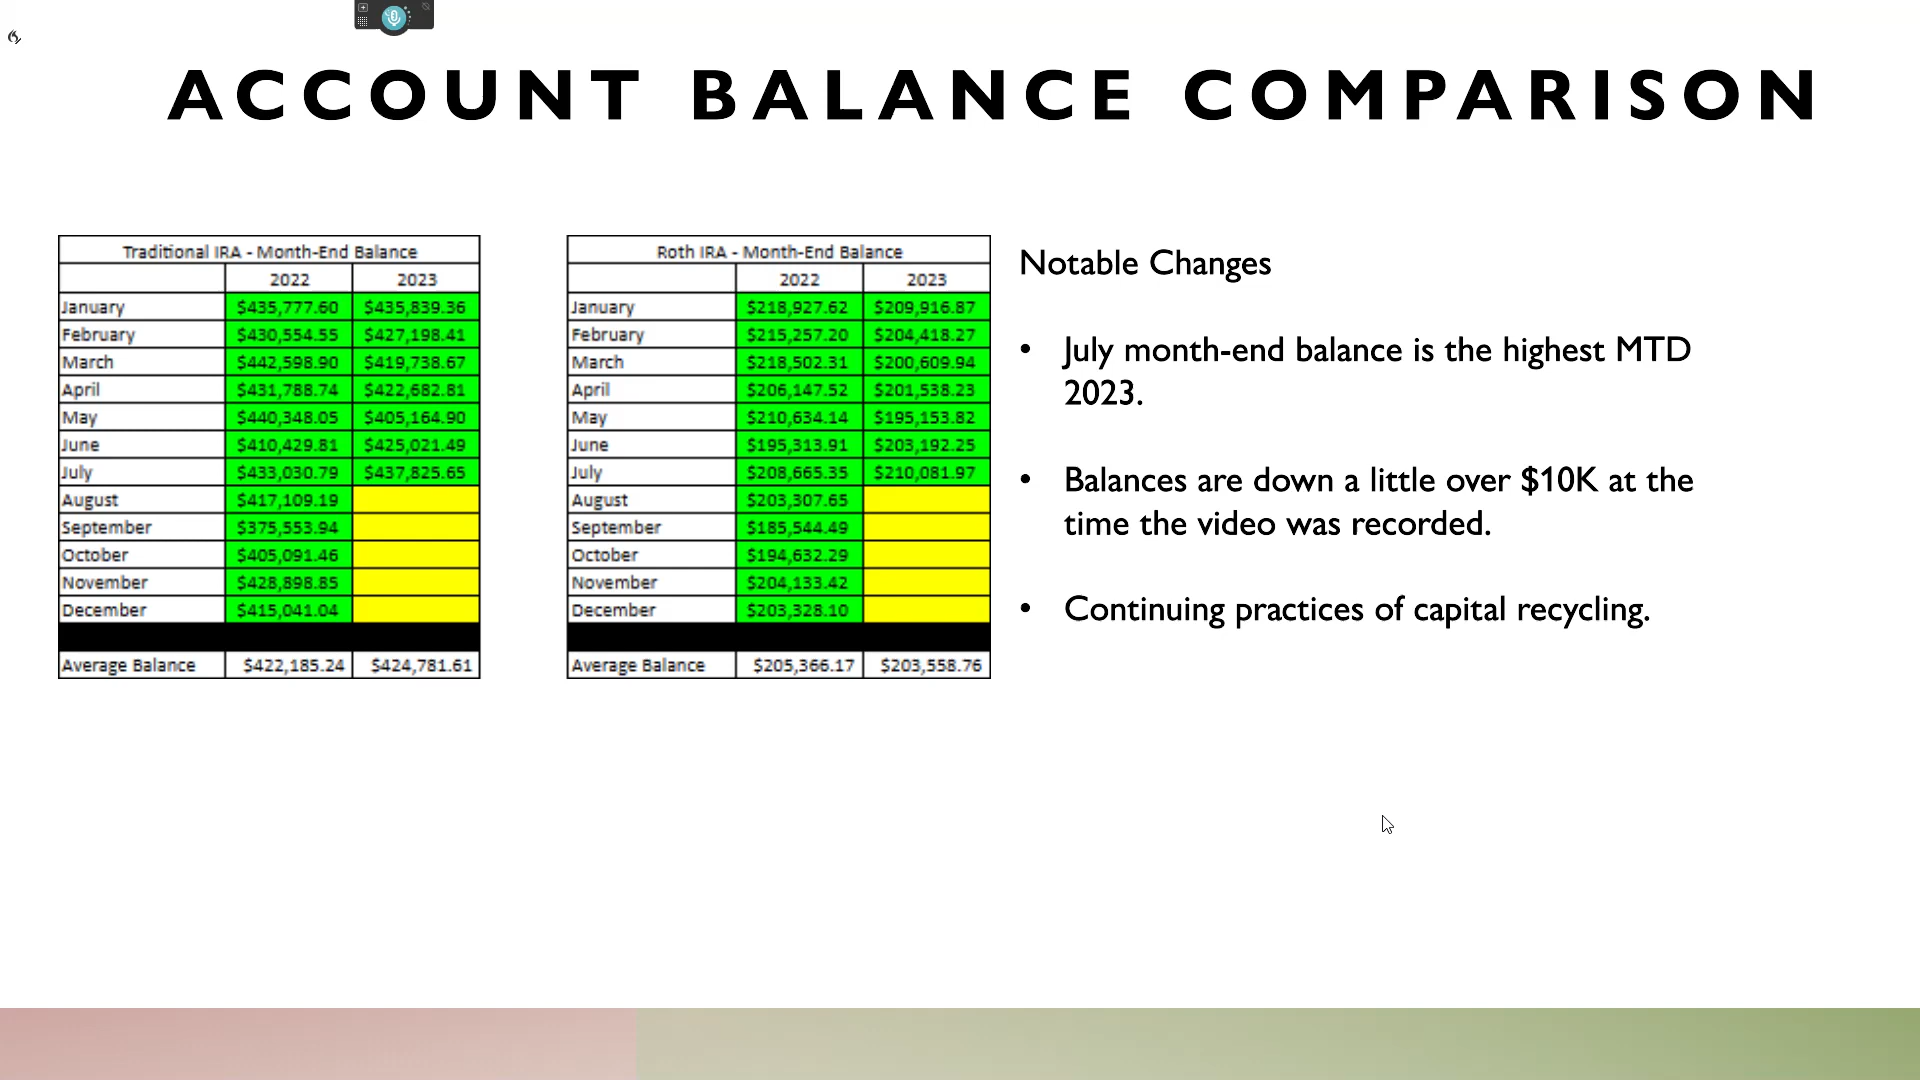 ACCOUNT BALANCE COMPARISON
Traditional IRA - Month-End Balance
2022 2023
January $435,777.60 $435,839.36
February $430,554.55 $427,198.41
March $442,598.90 $419,738.67
April $431,788.74 $422,682.81
May $440,348.05 $405,164.90
June $410,429.81 $425,021.49
July $433,030.79 $437,825.65
August $417,109.19
September $375,553.94
October $405,091.46
November $428,898.85
December $415,041.04
Average Balance $422,185.24 $424,781.61
Roth IRA - Month-End Balance
2022 2023
January $218,927.62 $209,916.87
February $215,257.20 $204,418.27
March $218,502.31 $200,609.94
April $206,147.52 $201,538.23
May $210,634.14 $195,153.82
June $195,313.91 $203,192.25
July $208,665.35 $210,081.97
August $203,307.65
September $185,544.49
October $194,632.29
November $204,133.42
December $203,328.10
Average Balance $205,366.17 $203,558.76
Notable Changes
• July month-end balance is the highest MTD
2023.
• Balances are down a little over $10K at the
time the video was recorded.
• Continuing practices of capital recycling.